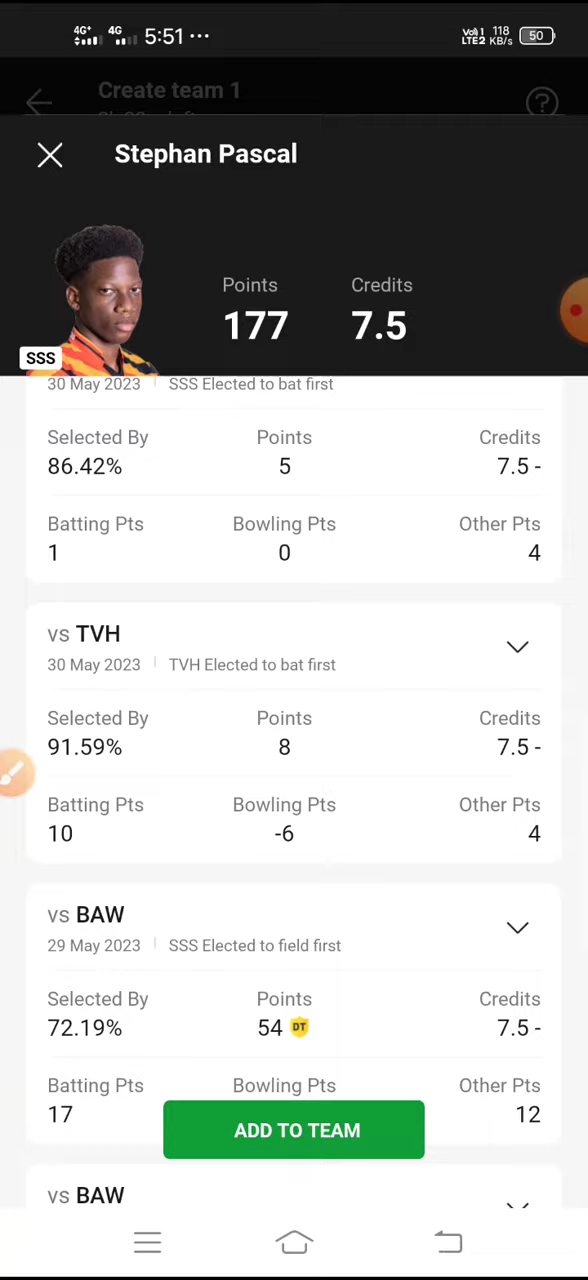 4G+ 4G 5:51 ··· Vo)) 1 LTE2 118 KB/s 50
Create team 1
Stephan Pascal
Points Credits
177 7.5
SSS
30 May 2023 SSS Elected to bat first
Selected By Points Credits
86.42% 5 7.5 -
Batting Pts Bowling Pts Other Pts
1 0 4
vs TVH
30 May 2023 TVH Elected to bat first
Selected By Points Credits
91.59% 8 7.5 -
Batting Pts Bowling Pts Other Pts
10 -6 4
vs BAW
29 May 2023 SSS Elected to field first
Selected By Points Credits
72.19% 54 DT 7.5 -
Batting Pts Bowling Pts Other Pts
17 12
ADD TO TEAM
vs BAW